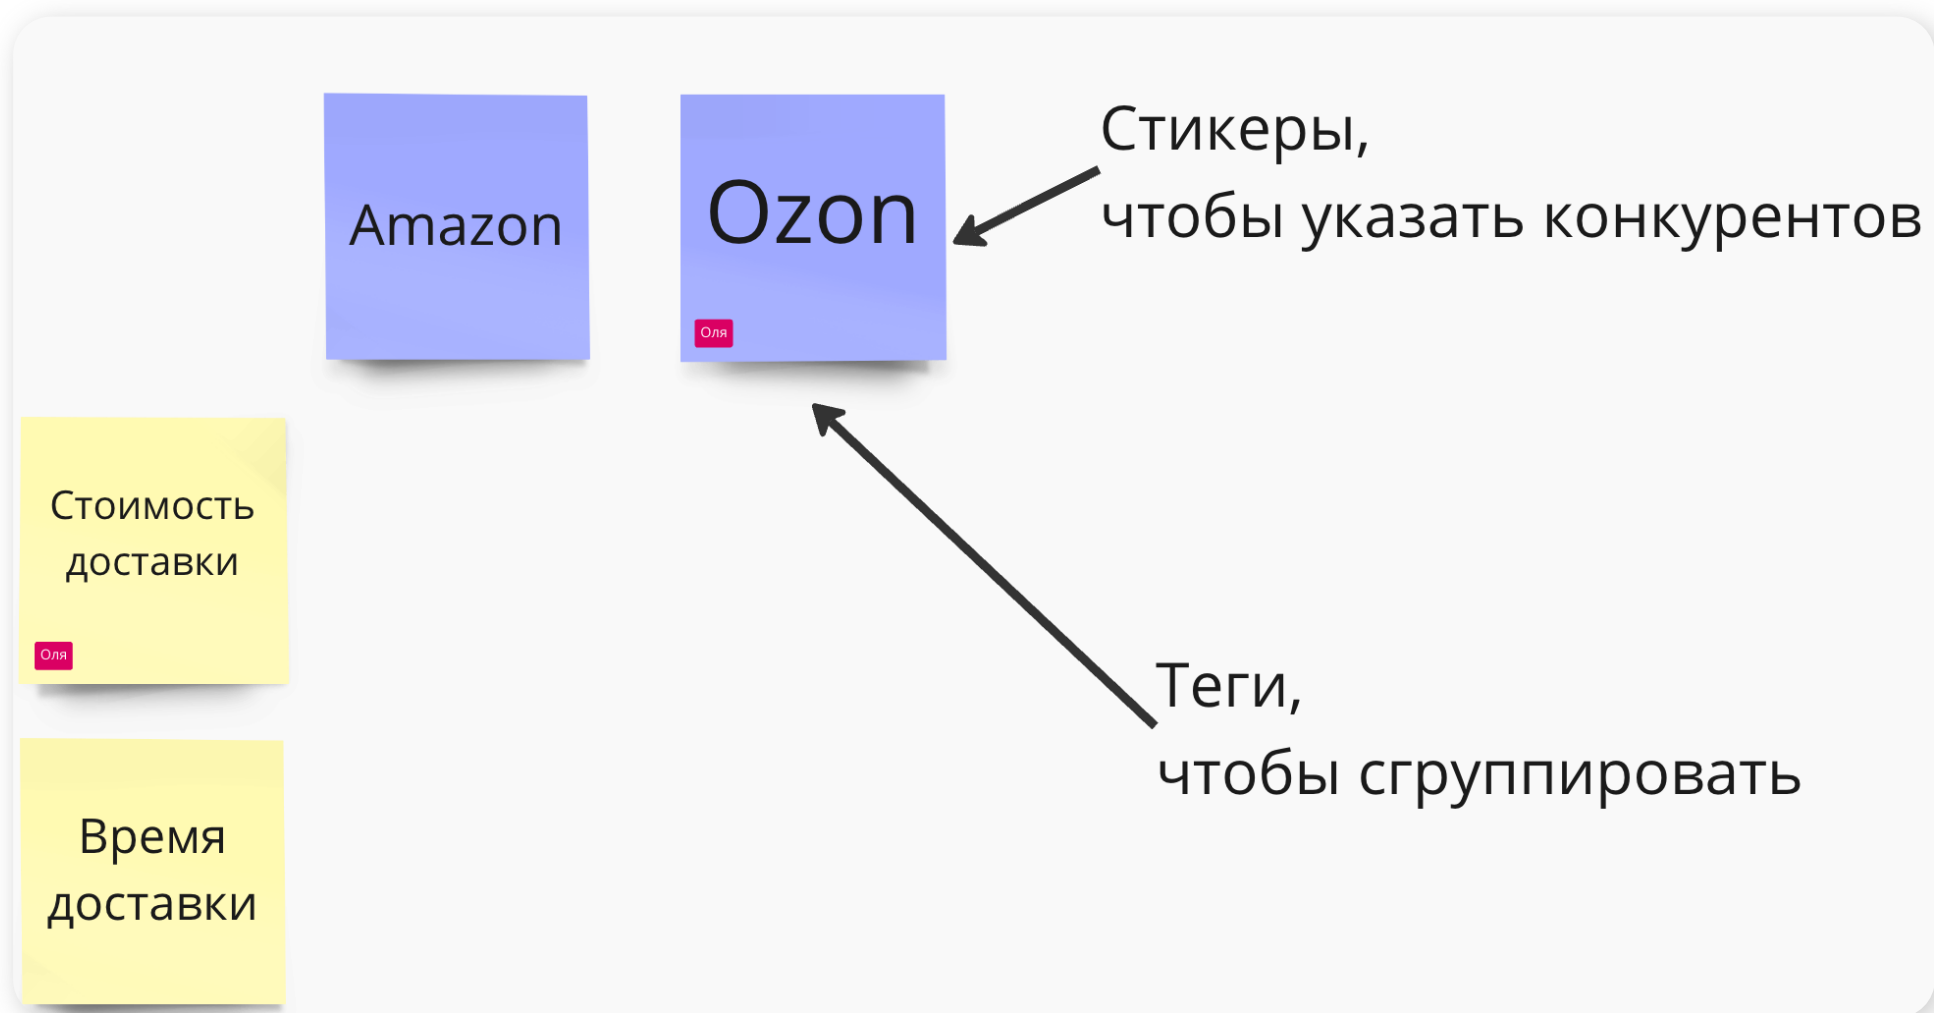 Amazon
Ozon
Оля
Стикеры,
чтобы указать конкурентов
Стоимость
доставки
Оля
Теги,
чтобы сгруппировать
Время
доставки